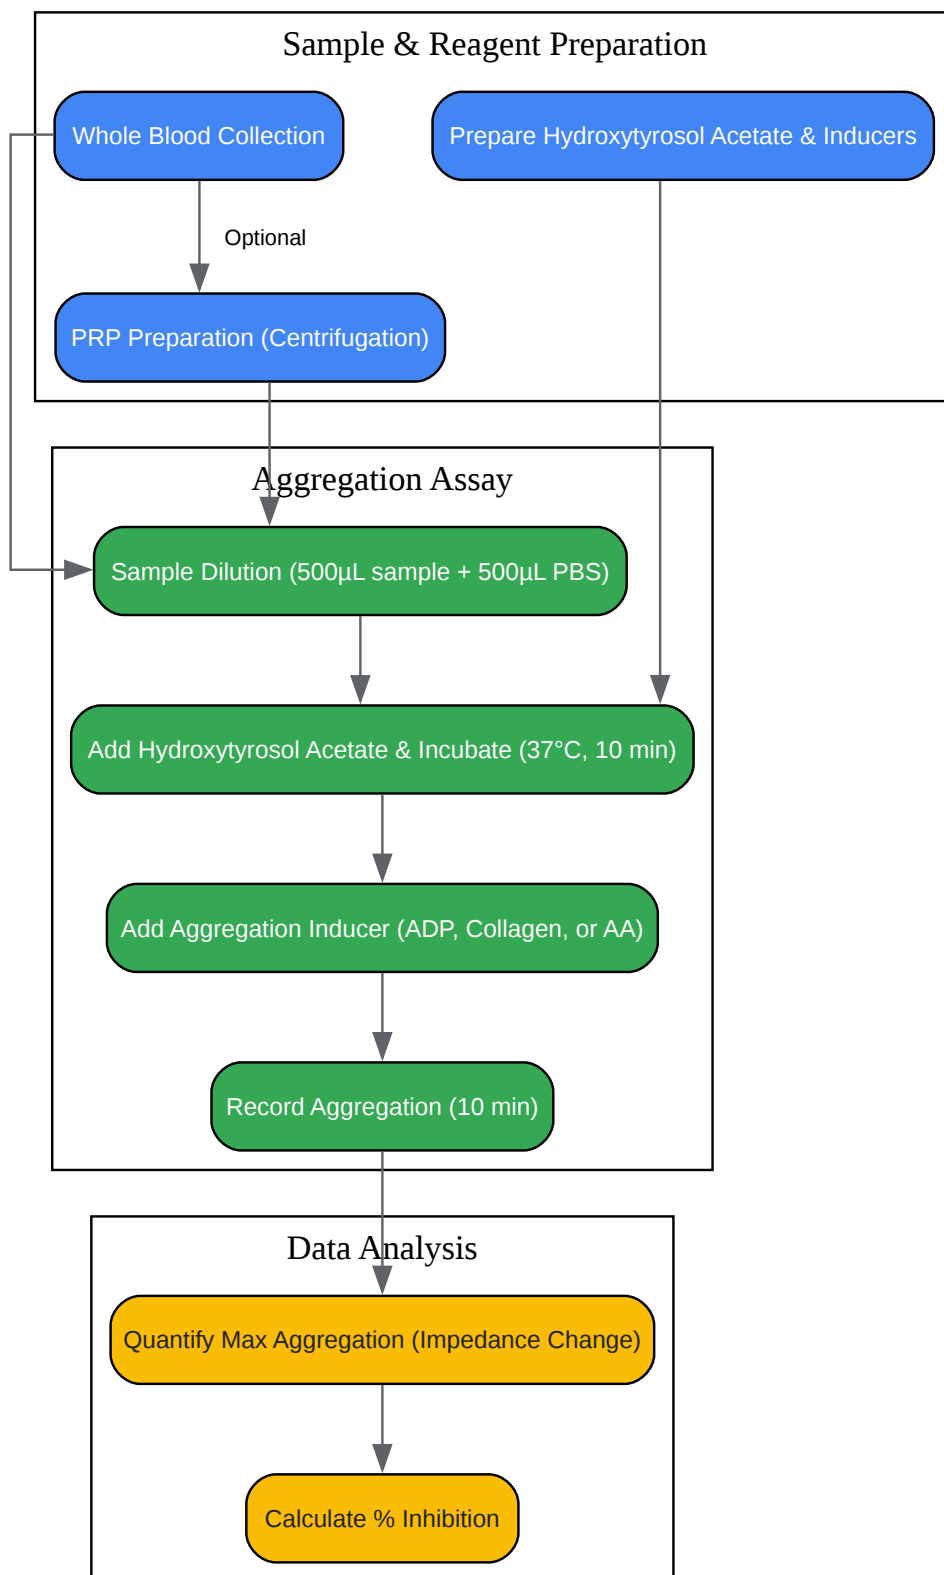 Sample & Reagent Preparation
Whole Blood Collection
Prepare Hydroxytyrosol Acetate & Inducers
Optional
PRP Preparation (Centrifugation)
Aggregation Assay
Sample Dilution (500µL sample + 500µL PBS)
Add Hydroxytyrosol Acetate & Incubate (37°C, 10 min)
Add Aggregation Inducer (ADP, Collagen, or AA)
Record Aggregation (10 min)
Data Analysis
Quantify Max Aggregation (Impedance Change)
Calculate % Inhibition